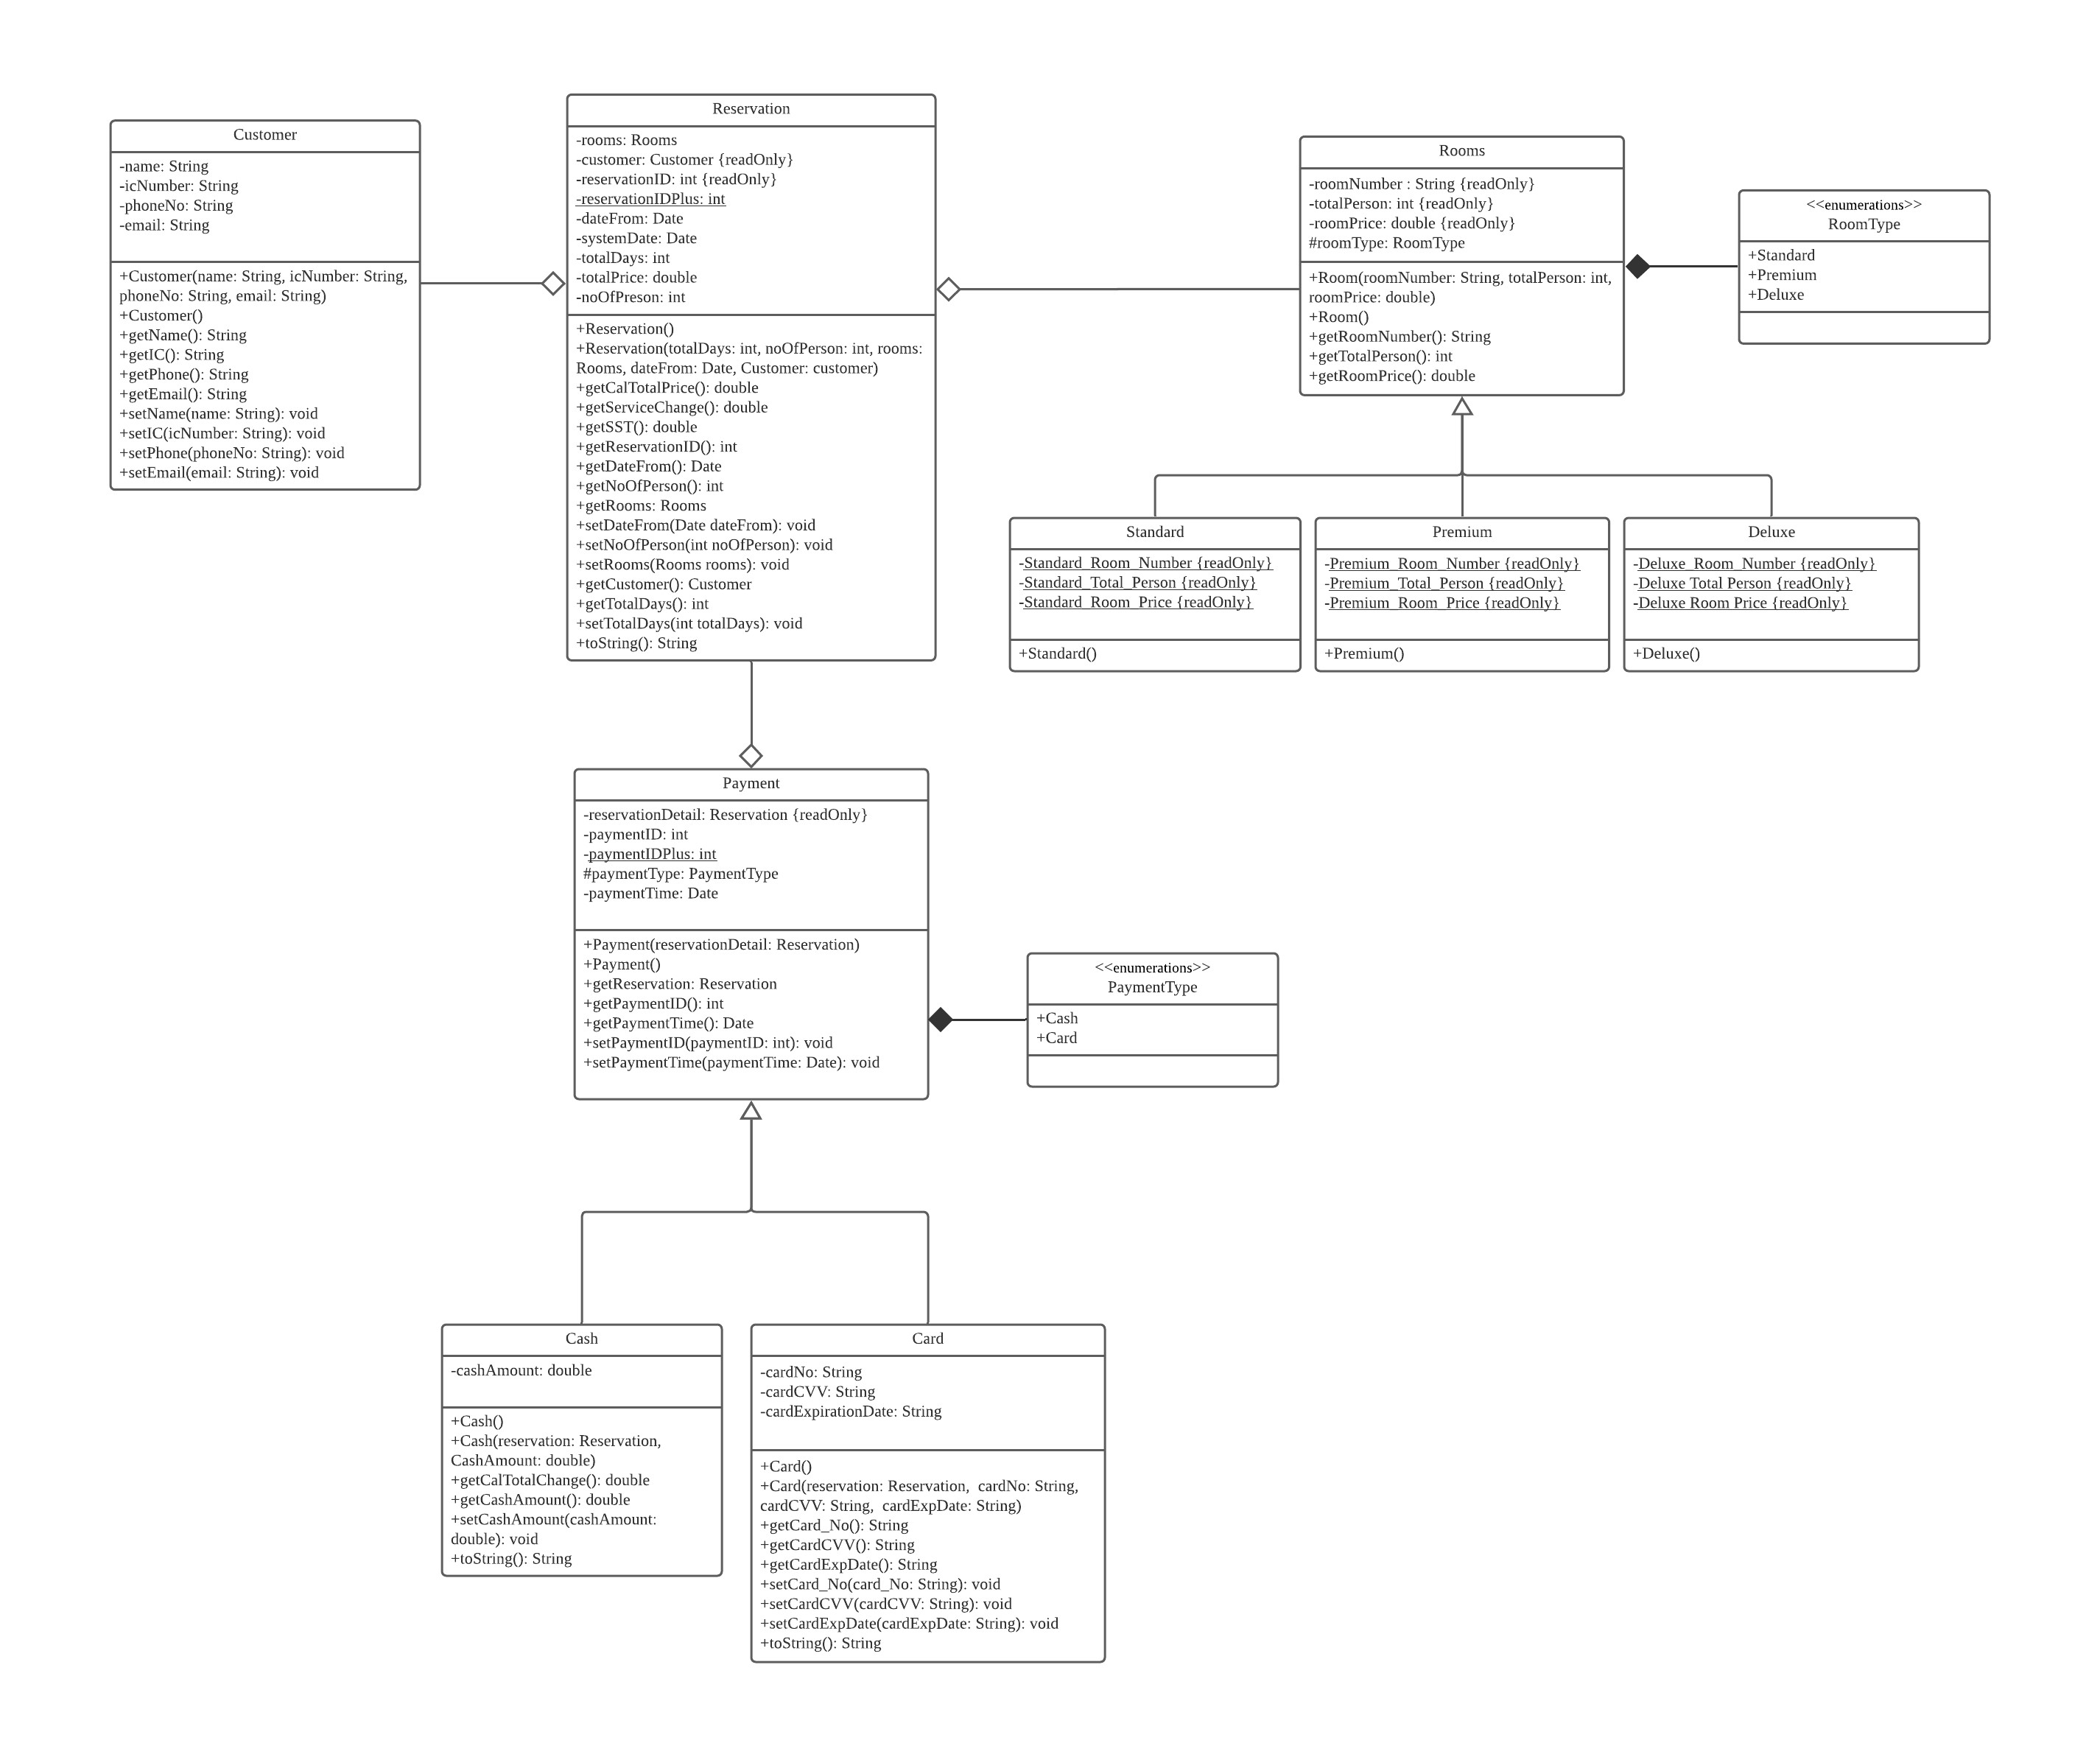 Customer
-name: String
-icNumber: String
-phoneNo: String
-email: String
+Customer(name: String, icNumber: String,
phoneNo: String, email: String)
+Customer()
+getName(): String
+getIC(): String
+getPhone(): String
+getEmail(): String
+setName(name: String): void
+setIC(icNumber: String): void
+setPhone(phoneNo: String): void
+setEmail(email: String): void
Reservation
-rooms: Rooms
-customer: Customer {readOnly}
-reservationID: int {readOnly}
-reservationIDPlus: int
-dateFrom: Date
-systemDate: Date
-totalDays: int
-totalPrice: double
-noOfPreson: int
+Reservation()
+Reservation(totalDays: int, noOfPerson: int, rooms:
Rooms, dateFrom: Date, Customer: customer)
+getCalTotalPrice(): double
+getServiceChange(): double
+getSST(): double
+getReservationID(): int
+getDateFrom(): Date
+getNoOfPerson(): int
+getRooms: Rooms
+setDateFrom(Date dateFrom): void
+setNoOfPerson(int noOfPerson): void
+setRooms(Rooms rooms): void
+getCustomer(): Customer
+getTotalDays(): int
+setTotalDays(int totalDays): void
+toString(): String
Rooms
-roomNumber : String {readOnly}
-totalPerson: int {readOnly}
-roomPrice: double {readOnly}
#roomType: RoomType
+Room(roomNumber: String, totalPerson: int,
roomPrice: double)
+Room()
+getRoomNumber(): String
+getTotalPerson(): int
+getRoomPrice(): double
<<enumerations>>
RoomType
+Standard
+Premium
+Deluxe
Standard
-Standard_Room_Number {readOnly}
-Standard_Total_Person {readOnly}
-Standard_Room_Price {readOnly}
+Standard()
Premium
-Premium_Room_Number {readOnly}
-Premium_Total_Person {readOnly}
-Premium_Room_Price {readOnly}
+Premium()
Deluxe
-Deluxe_Room_Number {readOnly}
-Deluxe Total Person {readOnly}
-Deluxe Room Price {readOnly}
+Deluxe()
Payment
-reservationDetail: Reservation {readOnly}
-paymentID: int
-paymentIDPlus: int
#paymentType: PaymentType
-paymentTime: Date
+Payment(reservationDetail: Reservation)
+Payment()
+getReservation: Reservation
+getPaymentID(): int
+getPaymentTime(): Date
+setPaymentID(paymentID: int): void
+setPaymentTime(paymentTime: Date): void
<<enumerations>>
PaymentType
+Cash
+Card
Cash
-cashAmount: double
+Cash()
+Cash(reservation: Reservation,
CashAmount: double)
+getCalTotalChange(): double
+getCashAmount(): double
+setCashAmount(cashAmount:
double): void
+toString(): String
Card
-cardNo: String
-cardCVV: String
-cardExpirationDate: String
+Card()
+Card(reservation: Reservation,  cardNo: String,
cardCVV: String,  cardExpDate: String)
+getCard_No(): String
+getCardCVV(): String
+getCardExpDate(): String
+setCard_No(card_No: String): void
+setCardCVV(cardCVV: String): void
+setCardExpDate(cardExpDate: String): void
+toString(): String